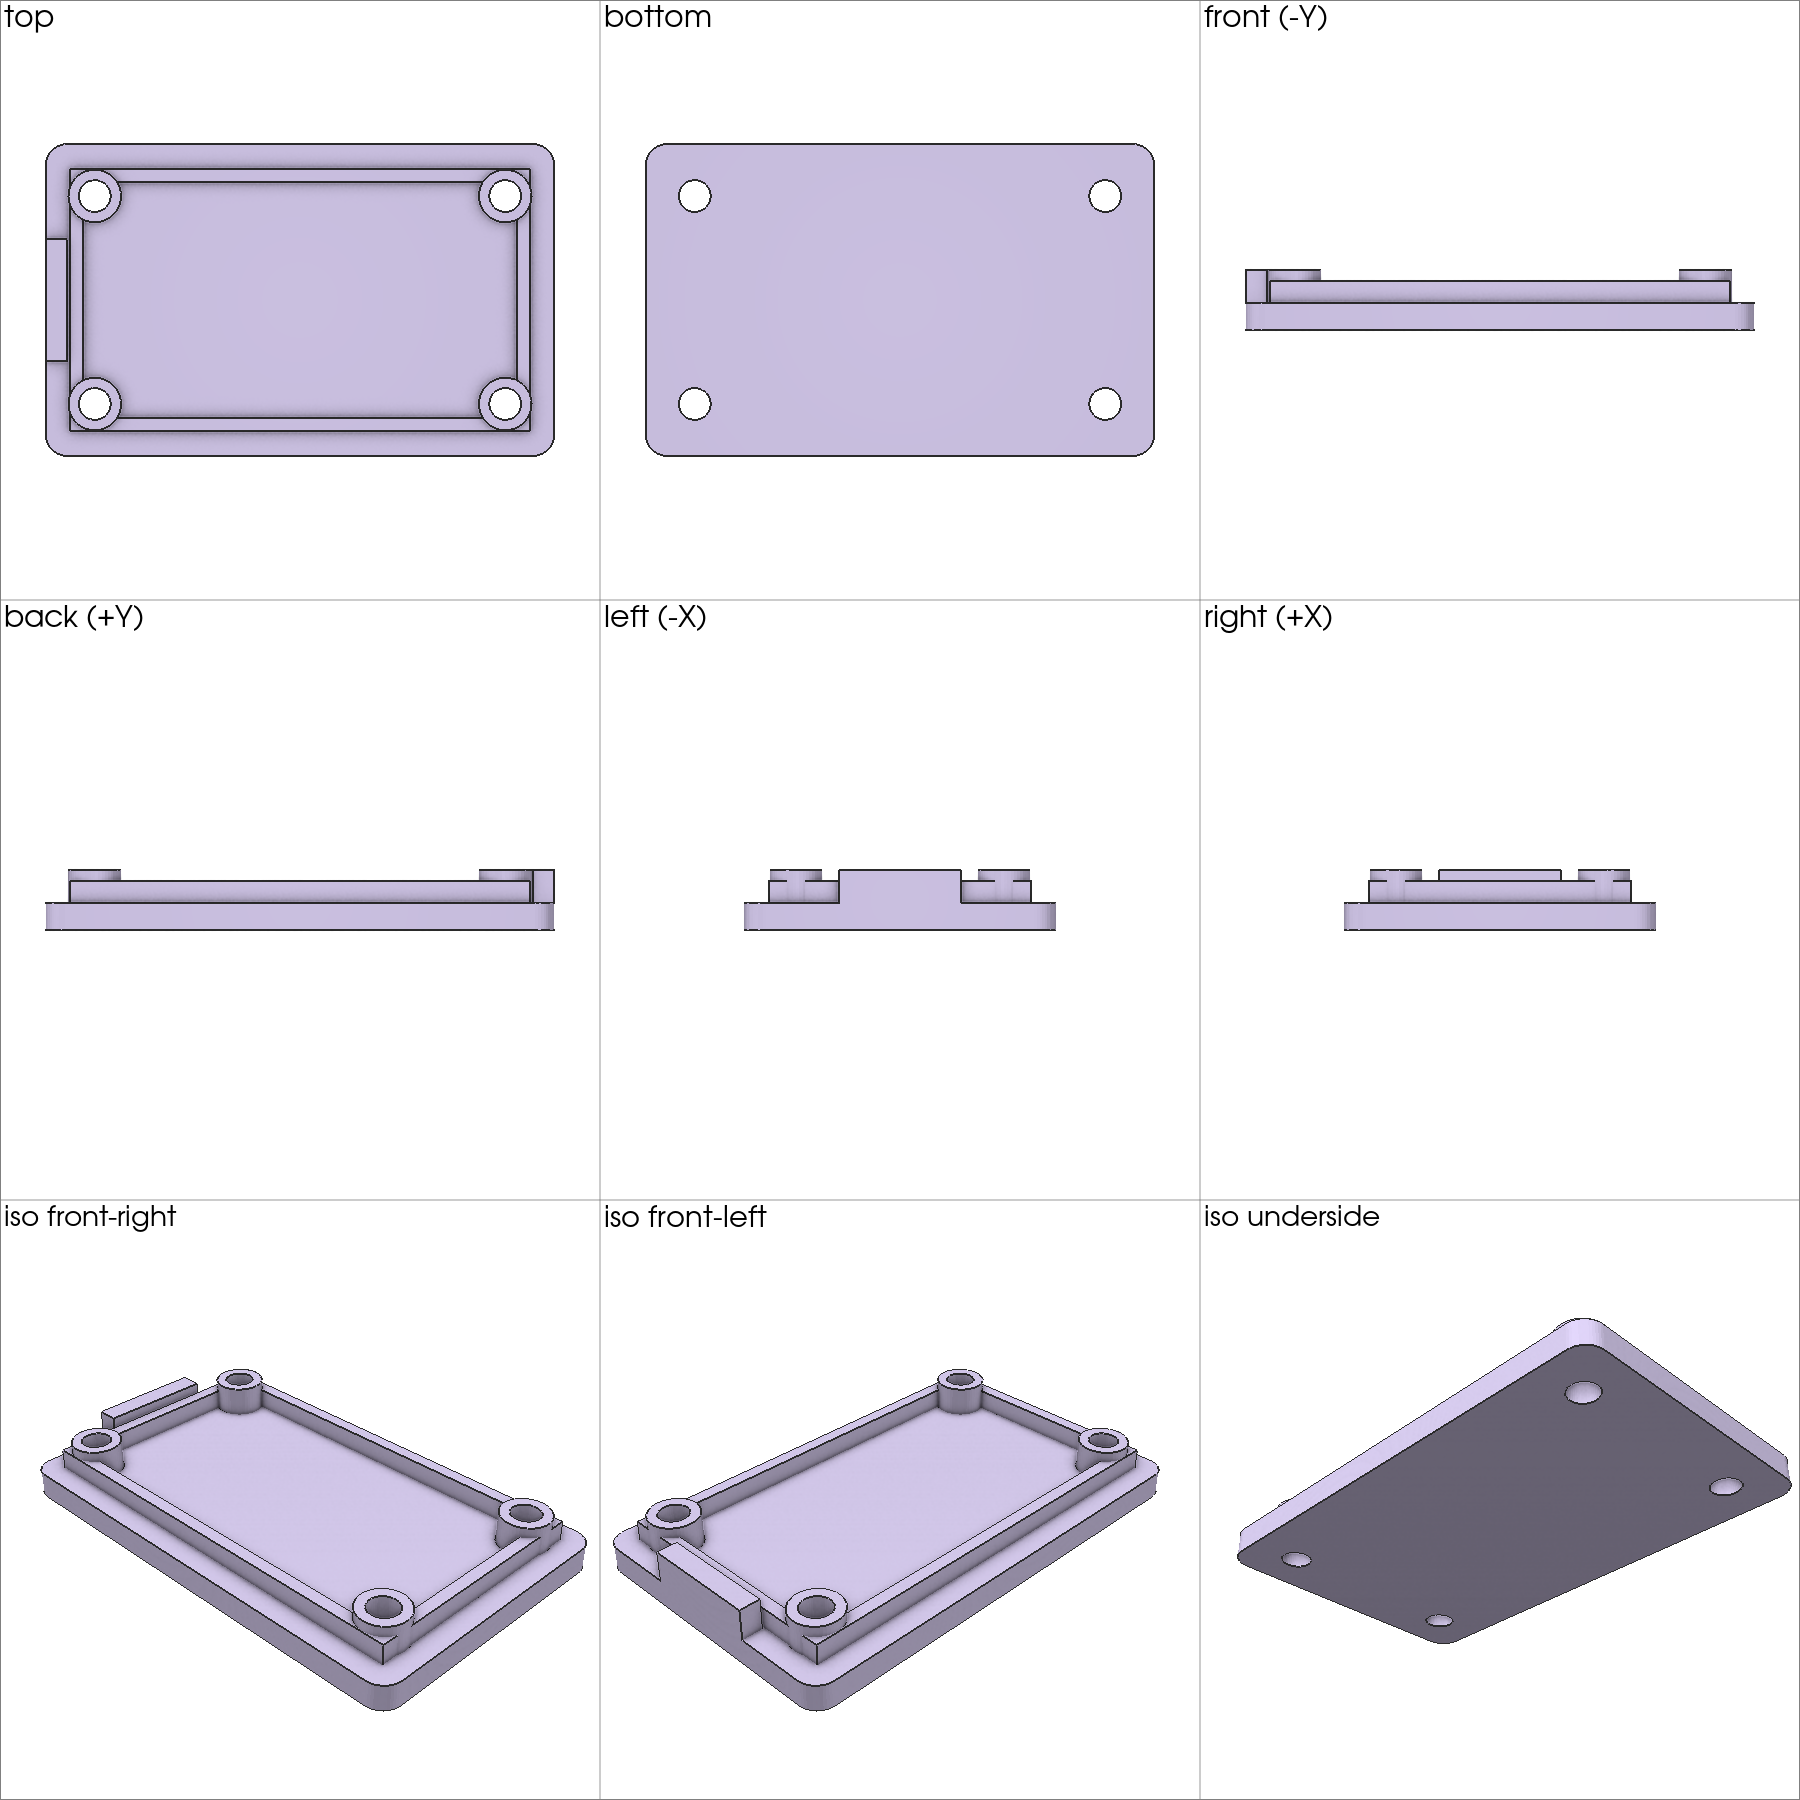 top
bottom
front (-Y)
back (+Y)
left (-X)
right (+X)
iso front-right
iso front-left
iso underside